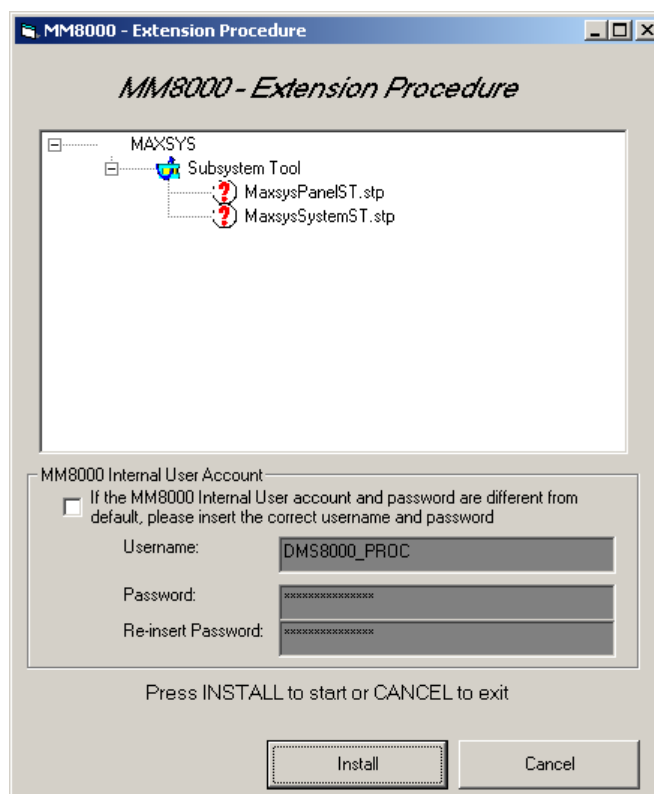 MM8000 - Extension Procedure
MM8000 - Extension Procedure
MAXSYS
Subsystem Tool
MaxsysPanelST.stp
MaxsysSystemST.stp
MM8000 Internal User Account
If the MM8000 Internal User account and password are different from
default, please insert the correct username and password
Username:
DMS8000_PROC
Password:
xxxxxxxxxxxxxxx
Re-insert Password:
xxxxxxxxxxxxxxx
Press INSTALL to start or CANCEL to exit
Install
Cancel